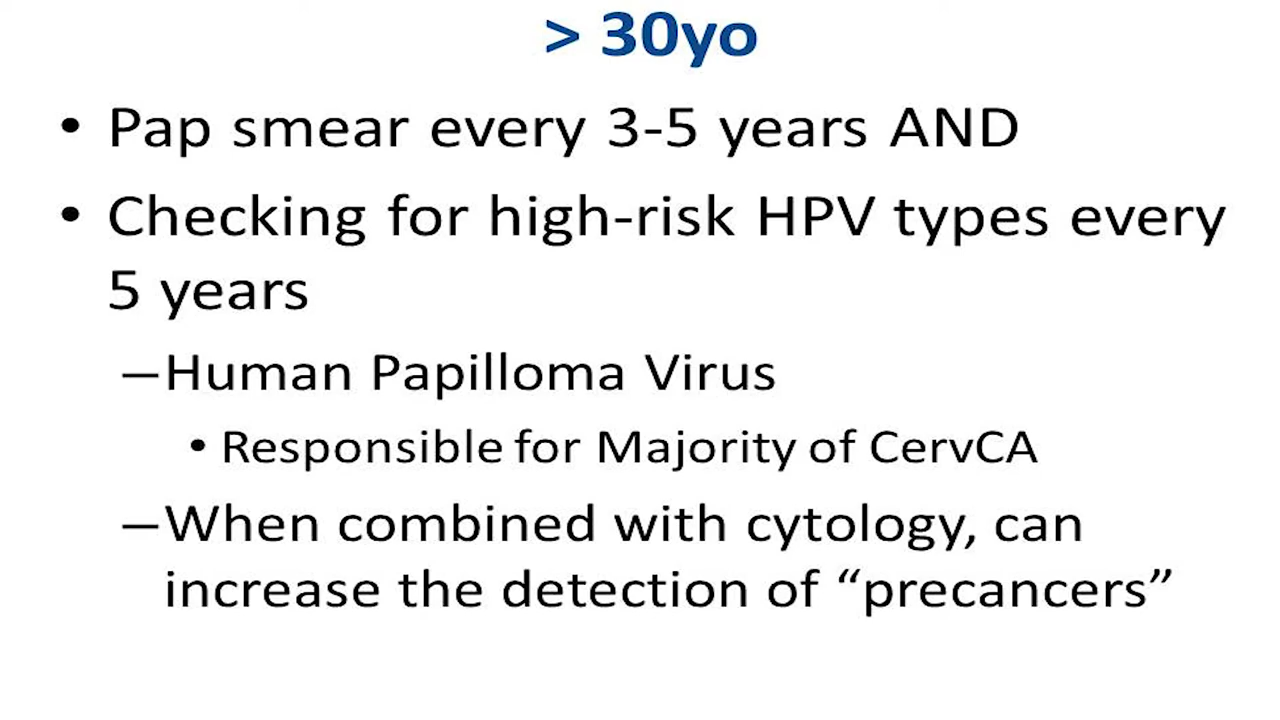 > 30yo
• Pap smear every 3-5 years AND
• Checking for high-risk HPV types every
5 years
–Human Papilloma Virus
• Responsible for Majority of CervCA
–When combined with cytology, can
increase the detection of “precancers”